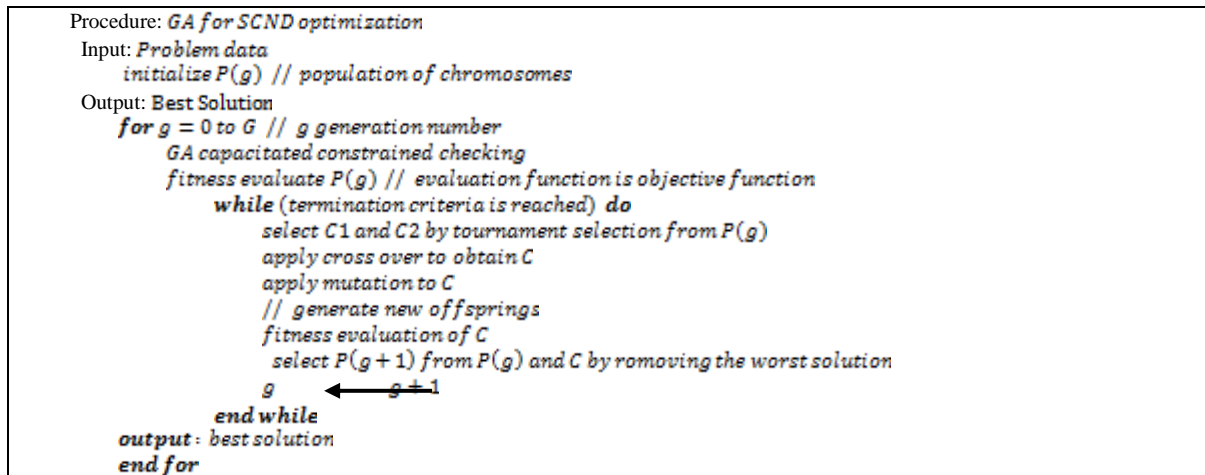 Procedure: GA for SCND optimization
Input: Problem data
initialize P(g) // population of chromosomes
Output: Best Solution
for g = 0 to G // g generation number
GA capacitated constrained checking
fitness evaluate P(g) // evaluation function is objective function
while (termination criteria is reached) do
select C1 and C2 by tournament selection from P(g)
apply cross over to obtain C
apply mutation to C
// generate new offsprings
fitness evaluation of C
select P(g + 1) from P(g) and C by romoving the worst solution
g ← g + 1
end while
output: best solution
end for